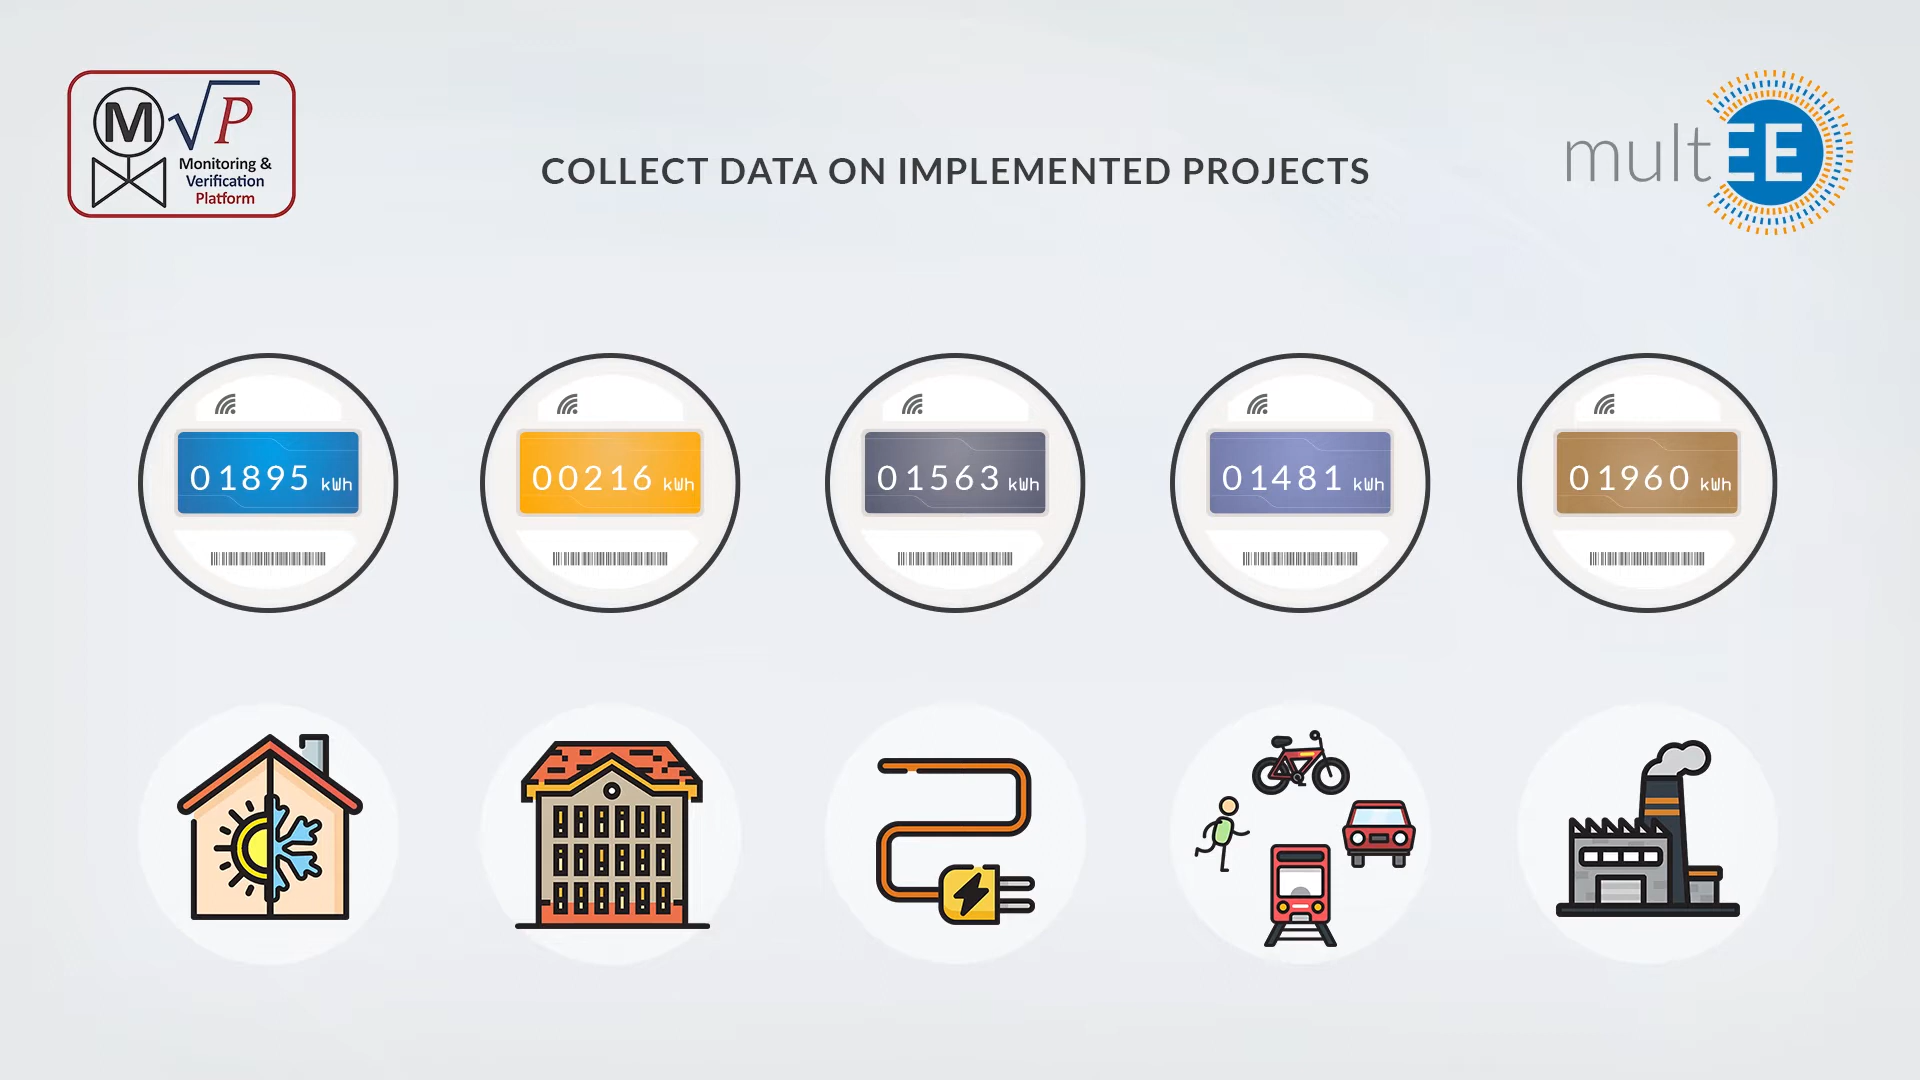 M√P
Monitoring &
Verification
Platform
COLLECT DATA ON IMPLEMENTED PROJECTS
multEE
01895 kWh
00216 kWh
01563 kWh
01481 kWh
01960 kWh